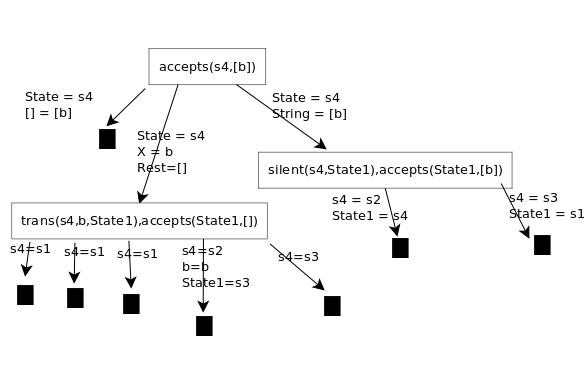 accepts(s4,[b])
State = s4
[] = [b]
State = s4
X = b
Rest=[]
State = s4
String = [b]
silent(s4,State1),accepts(State1,[b])
trans(s4,b,State1),accepts(State1,[])
s4 = s2
State1 = s4
s4 = s3
State1 = s1
s4=s1
s4=s1
s4=s1
s4=s2
b=b
State1=s3
s4=s3